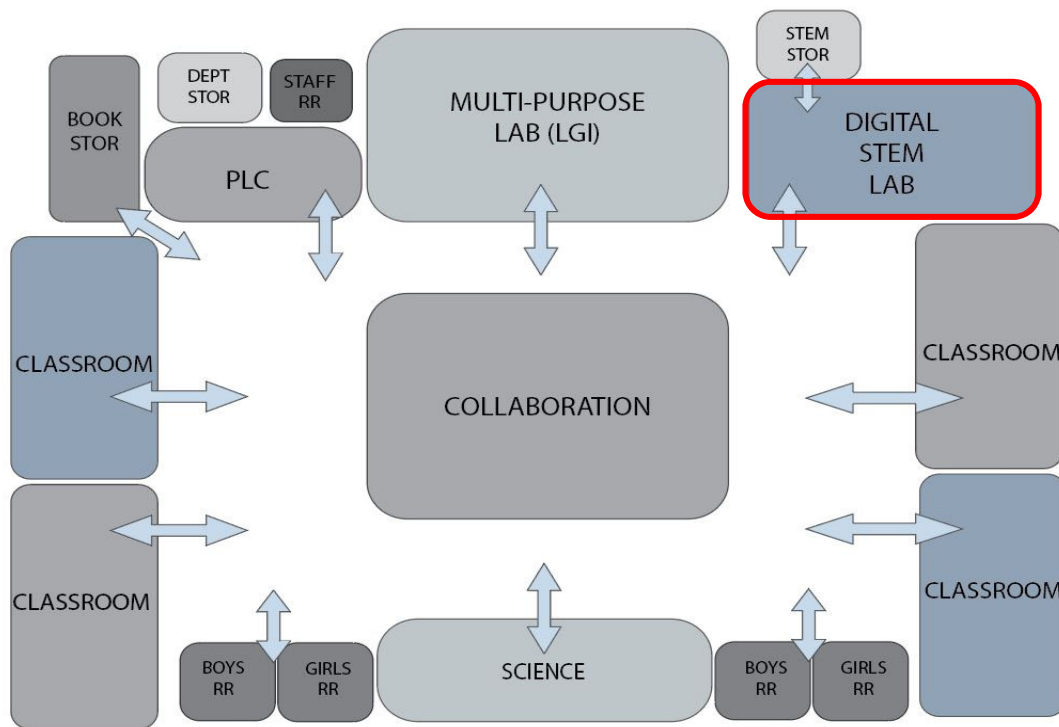 STEM
STOR
DEPT
STOR
STAFF
RR
BOOK
STOR
MULTI-PURPOSE
LAB (LGI)
DIGITAL
STEM
LAB
PLC
CLASSROOM
CLASSROOM
COLLABORATION
CLASSROOM
CLASSROOM
BOYS
RR
GIRLS
RR
SCIENCE
BOYS
RR
GIRLS
RR